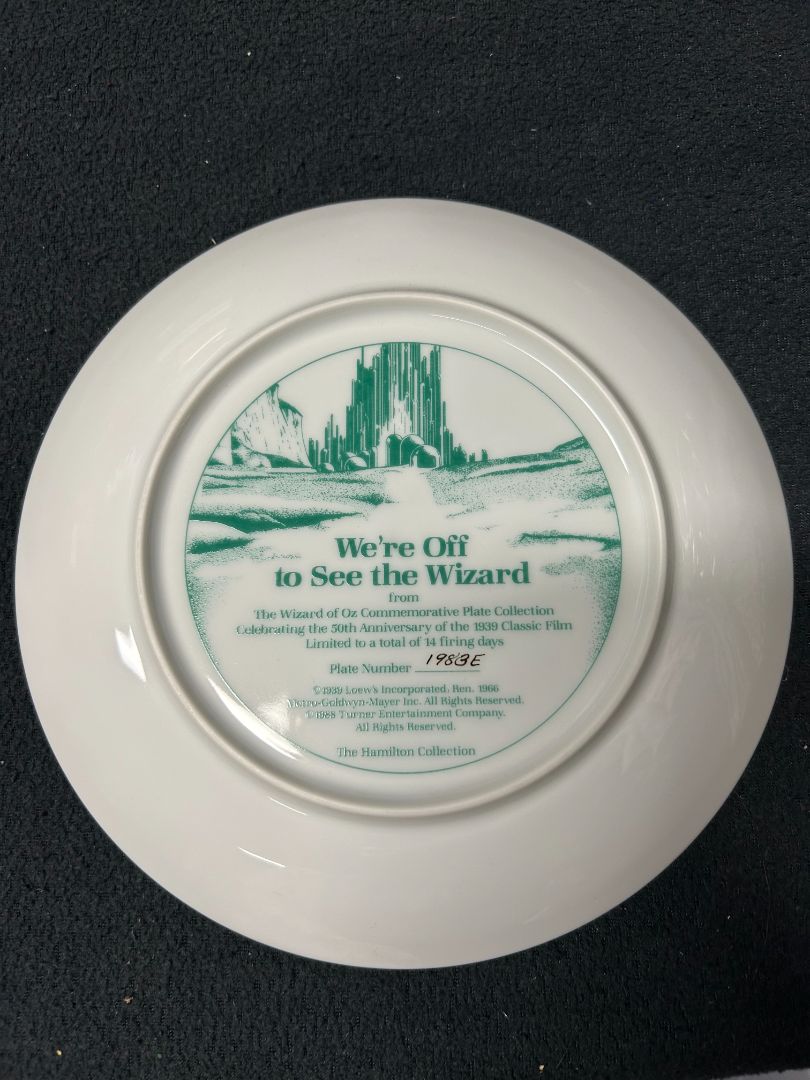 We're Off
to See the Wizard
from
The Wizard of Oz Commemorative Plate Collection
Celebrating the 50th Anniversary of the 1939 Classic Film
Limited to a total of 14 firing days
Plate Number
©1939 Loew's Incorporated, Ren. 1966
Metro-Goldwyn-Mayer Inc. All Rights Reserved.
©1988 Turner Entertainment Company.
All Rights Reserved.
The Hamilton Collection